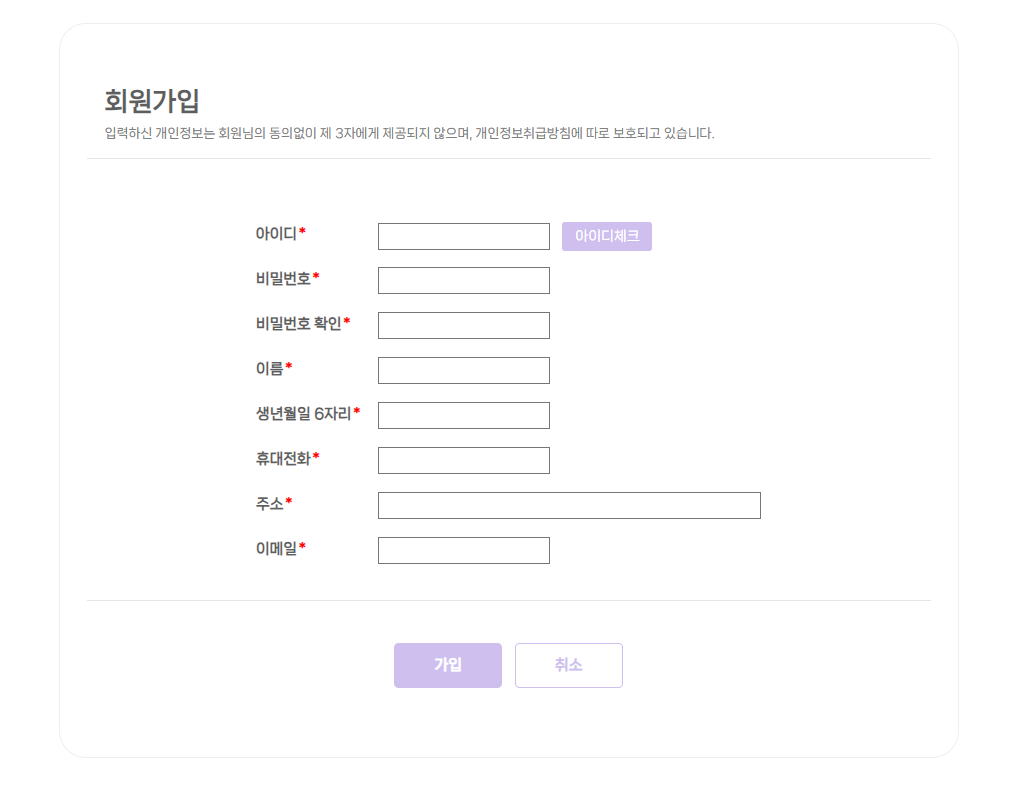 회원가입
입력하신 개인정보는 회원님의 동의없이 제 3자에게 제공되지 않으며, 개인정보취급방침에 따로 보호되고 있습니다.
아이디* 아이디체크
비밀번호*
비밀번호 확인*
이름*
생년월일 6자리*
휴대전화*
주소*
이메일*
가입 취소